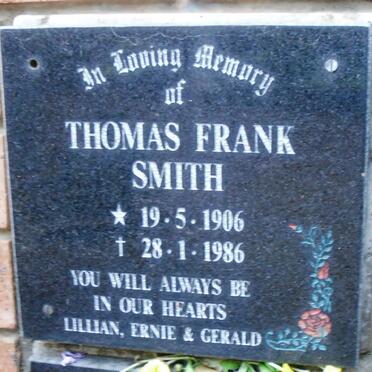 In Loving Memory
of
THOMAS FRANK
SMITH
★ 19·5·1906
† 28·1·1986
YOU WILL ALWAYS BE
IN OUR HEARTS
LILLIAN, ERNIE & GERALD